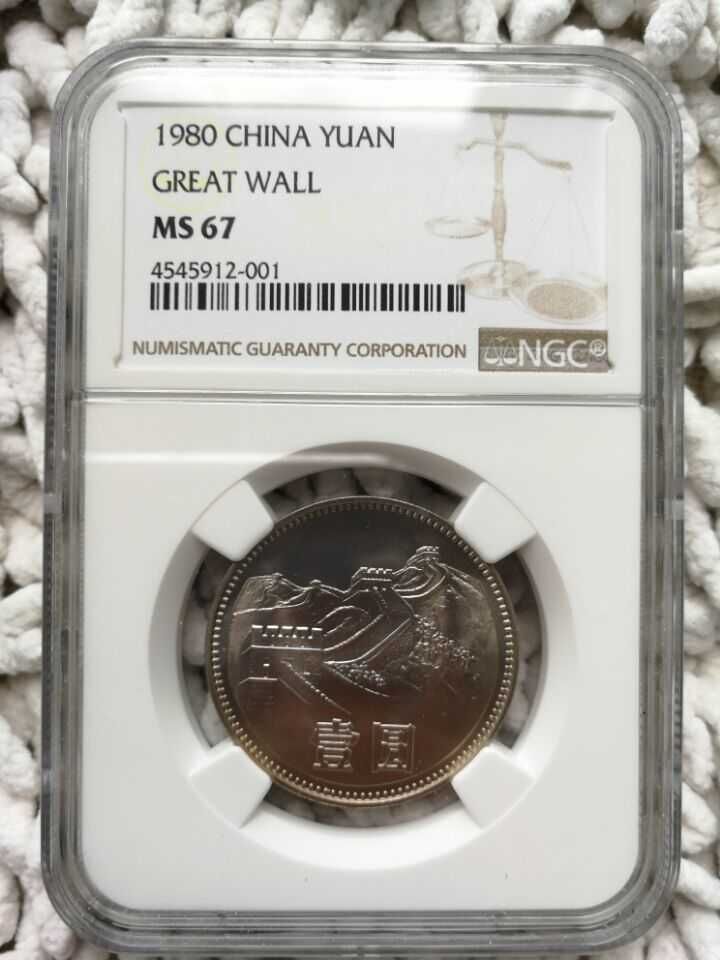 1980 CHINA YUAN
GREAT WALL
MS 67
4545912-001
NUMISMATIC GUARANTY CORPORATION
NGC®
壹圆